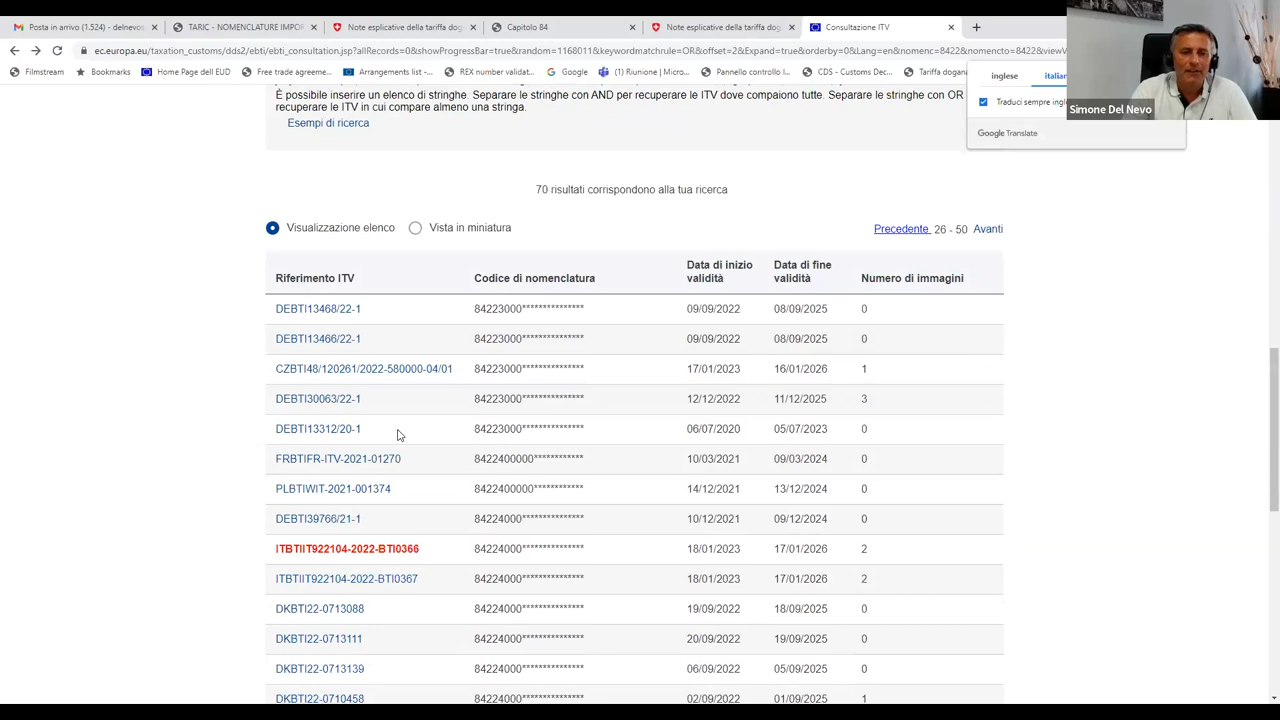 Posta in arrivo (1.524) - delnevos
TARIC - NOMENCLATURE IMPOR
Note esplicative della tariffa dog
Capitolo 84
Note esplicative della tariffa dog
Consultazione ITV
ec.europa.eu/taxation_customs/dds2/ebti/ebti_consultation.jsp?allRecords=0&showProgressBar=true&random=1168011&keywordmatchrule=OR&offset=2&Expand=true&orderby=0&Lang=en&nomenc=8422&nomencto=8422&view
Filmstream
Bookmarks
Home Page dell EUD
Free trade agreeme...
Arrangements list -...
REX number validat...
Google
(1) Riunione | Micro...
Pannello controllo I...
CDS - Customs Dec...
Tariffa dogan
inglese
italian
Traduci sempre ingl
Google Translate
Simone Del Nevo
È possibile inserire un elenco di stringhe. Separare le stringhe con AND per recuperare le ITV dove compaiono tutte. Separare le stringhe con OR
recuperare le ITV in cui compare almeno una stringa.
Esempi di ricerca
70 risultati corrispondono alla tua ricerca
Visualizzazione elenco
Vista in miniatura
Precedente 26 - 50 Avanti
Riferimento ITV Codice di nomenclatura Data di inizio validità Data di fine validità Numero di immagini
DEBTI13468/22-1 84223000*************** 09/09/2022 08/09/2025 0
DEBTI13466/22-1 84223000*************** 09/09/2022 08/09/2025 0
CZBTI48/120261/2022-580000-04/01 84223000*************** 17/01/2023 16/01/2026 1
DEBTI30063/22-1 84223000*************** 12/12/2022 11/12/2025 3
DEBTI13312/20-1 84223000*************** 06/07/2020 05/07/2023 0
FRBTIFR-ITV-2021-01270 8422400000************ 10/03/2021 09/03/2024 0
PLBTIWIT-2021-001374 8422400000************ 14/12/2021 13/12/2024 0
DEBTI39766/21-1 84224000*************** 10/12/2021 09/12/2024 0
ITBTIIT922104-2022-BTI0366 84224000*************** 18/01/2023 17/01/2026 2
ITBTIIT922104-2022-BTI0367 84224000*************** 18/01/2023 17/01/2026 2
DKBTI22-0713088 84224000*************** 19/09/2022 18/09/2025 0
DKBTI22-0713111 84224000*************** 20/09/2022 19/09/2025 0
DKBTI22-0713139 84224000*************** 06/09/2022 05/09/2025 0
DKBTI22-0710458 84224000*************** 02/09/2022 01/09/2025 1